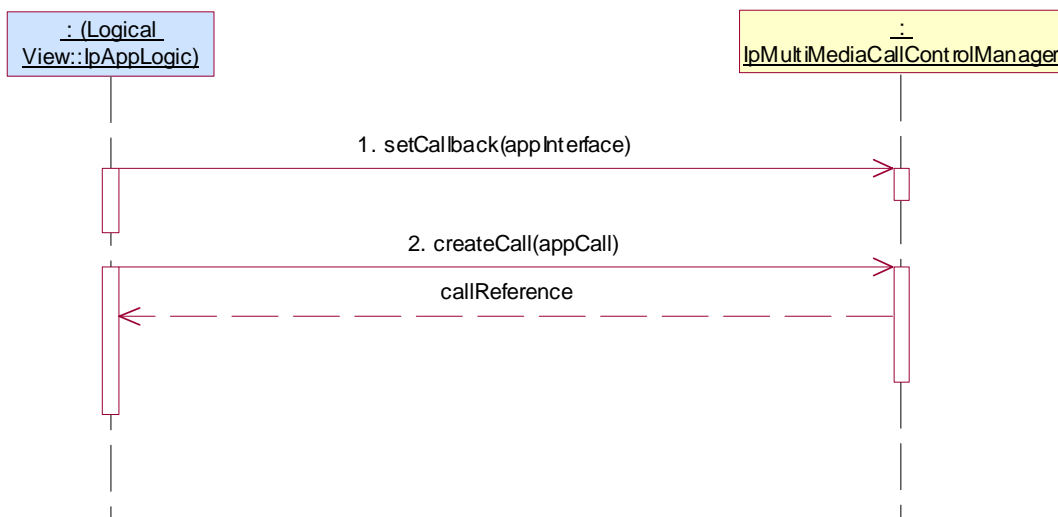 : (Logical
View::IpAppLogic)
:
IpMultiMediaCallControlManager
1. setCallback(appInterface)
2. createCall(appCall)
callReference